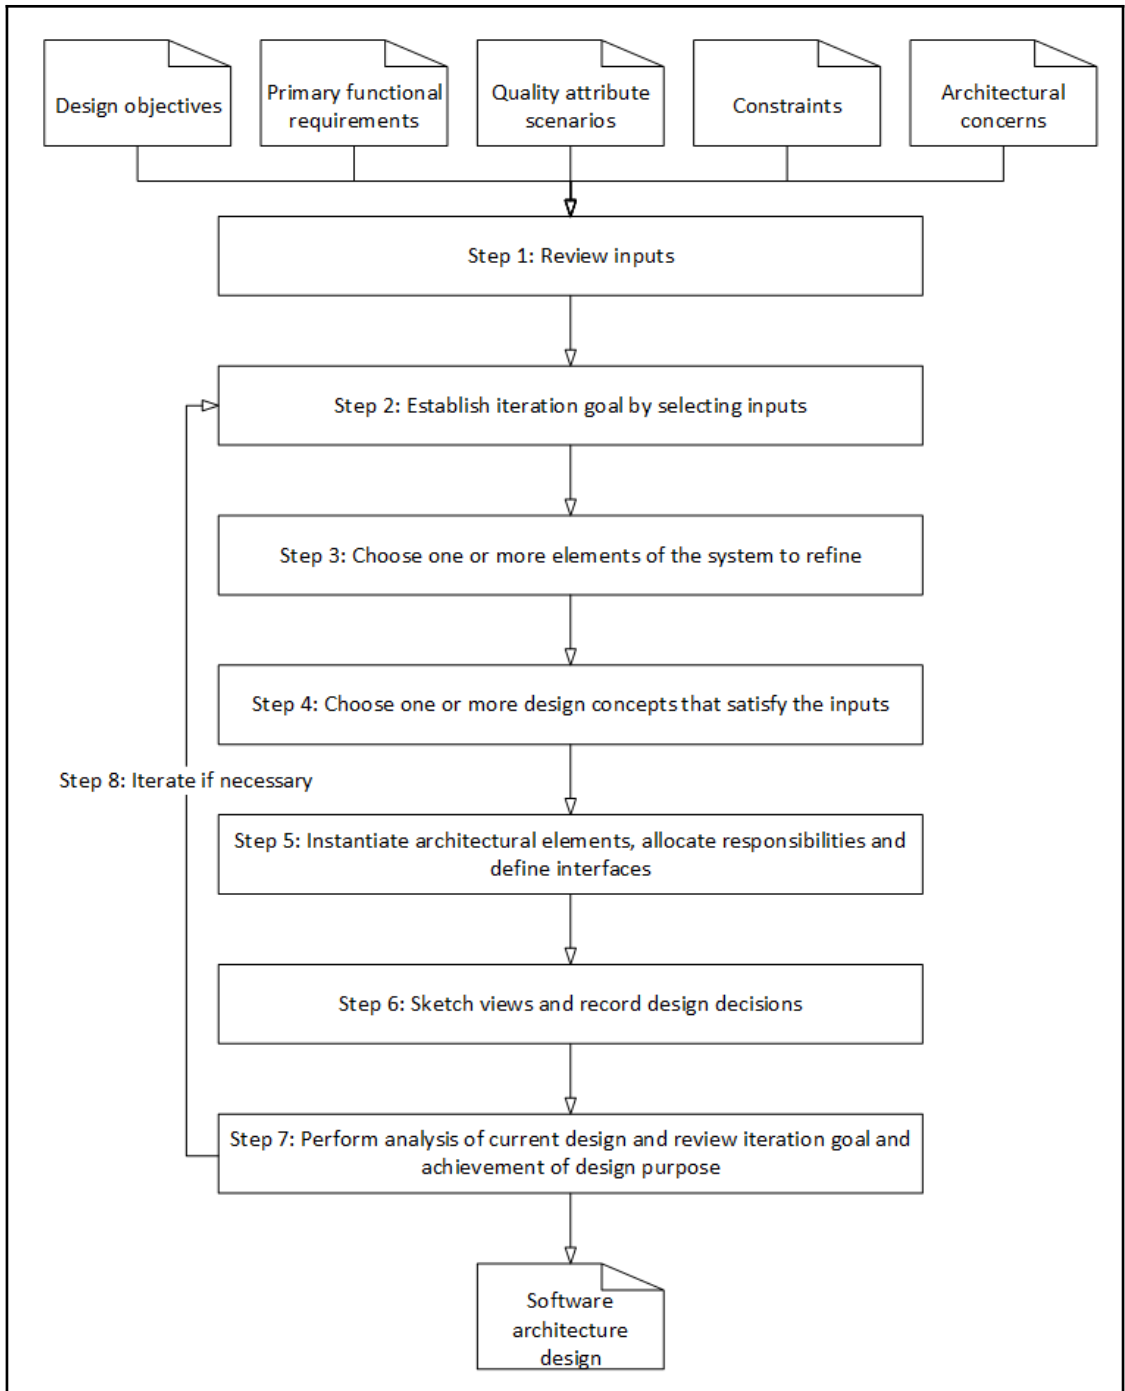 Design objectives
Primary functional
requirements
Quality attribute
scenarios
Constraints
Architectural
concerns
Step 1: Review inputs
Step 2: Establish iteration goal by selecting inputs
Step 3: Choose one or more elements of the system to refine
Step 4: Choose one or more design concepts that satisfy the inputs
Step 8: Iterate if necessary
Step 5: Instantiate architectural elements, allocate responsibilities and
define interfaces
Step 6: Sketch views and record design decisions
Step 7: Perform analysis of current design and review iteration goal and
achievement of design purpose
Software
architecture
design